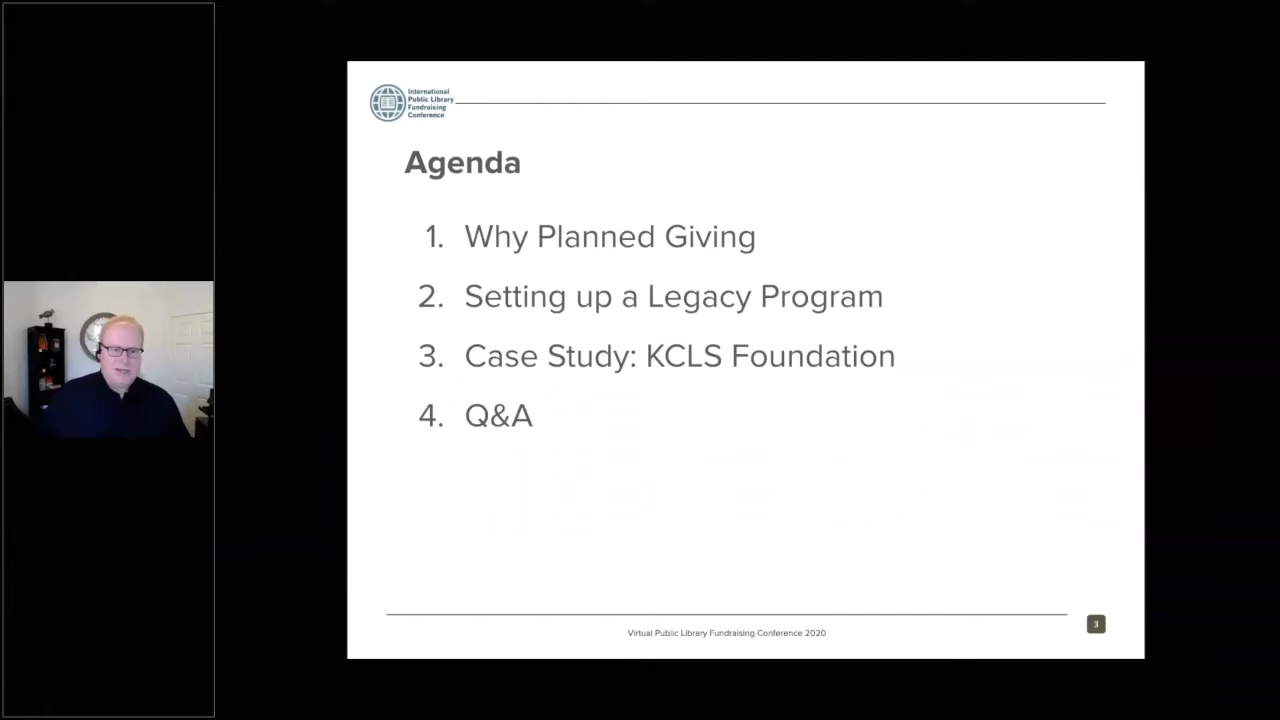 International
Public Library
Fundraising
Conference
Agenda
1. Why Planned Giving
2. Setting up a Legacy Program
3. Case Study: KCLS Foundation
4. Q&A
Virtual Public Library Fundraising Conference 2020
3